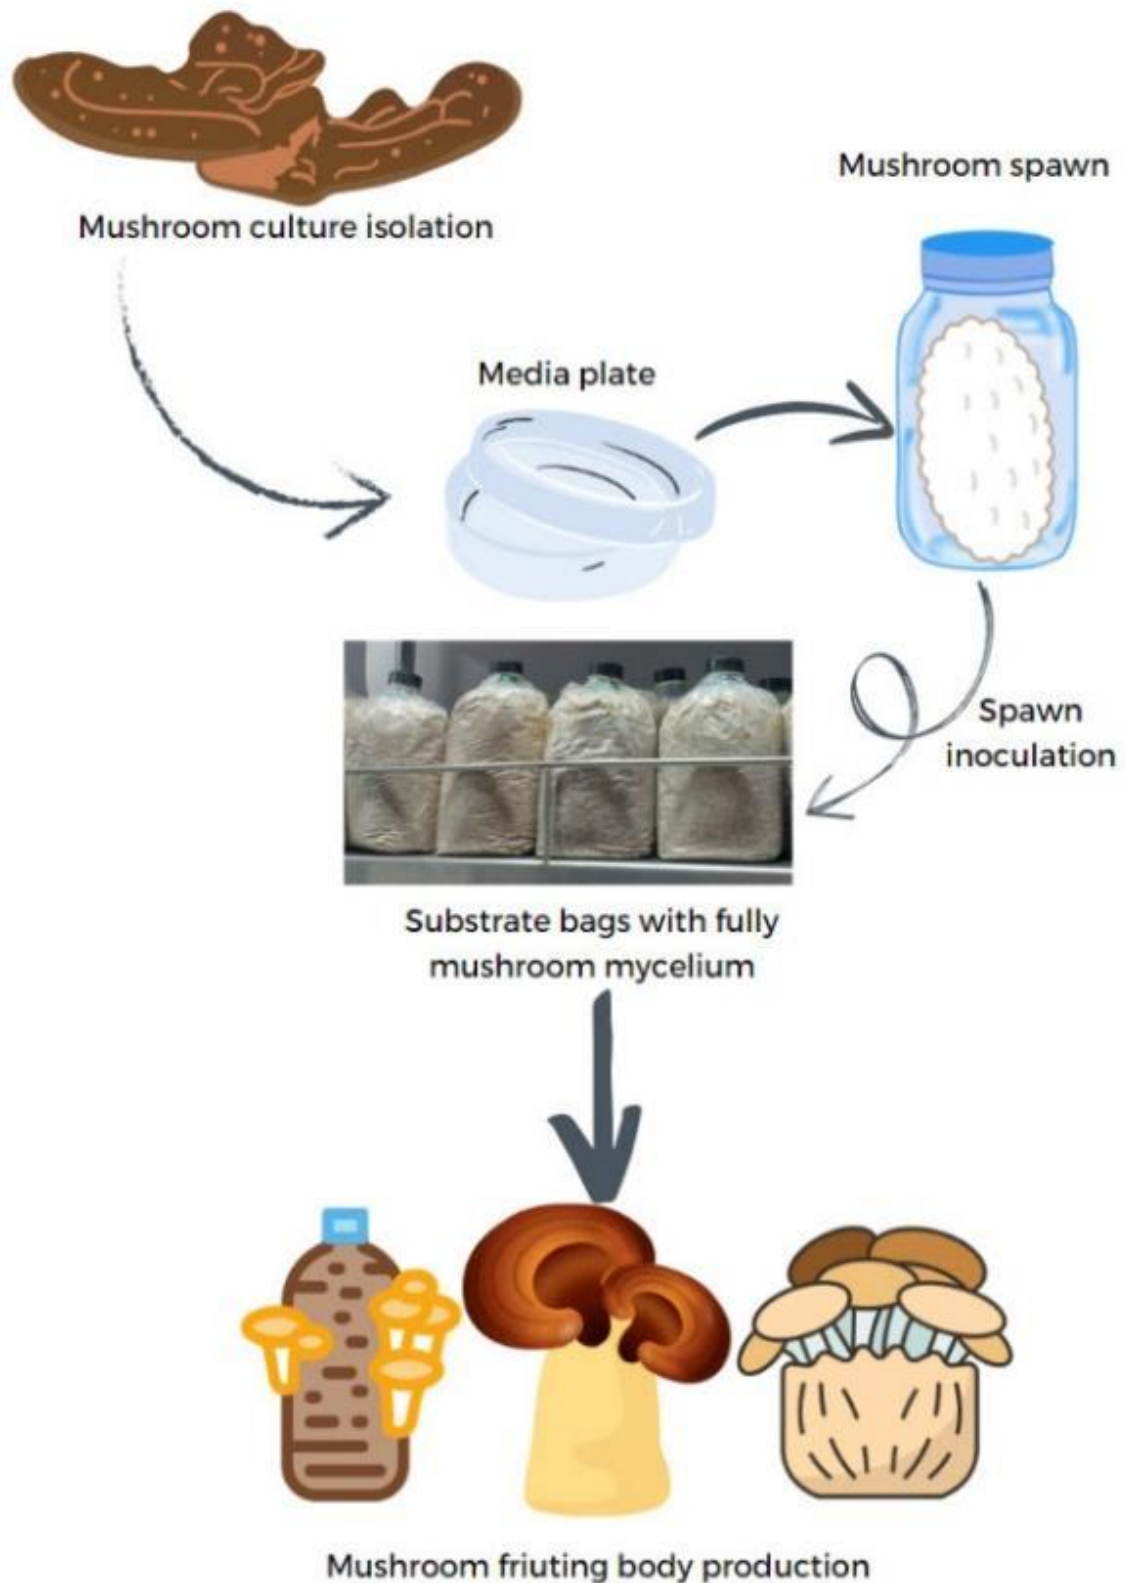 Mushroom culture isolation
Media plate
Mushroom spawn
Spawn
inoculation
Substrate bags with fully
mushroom mycelium
Mushroom friuting body production